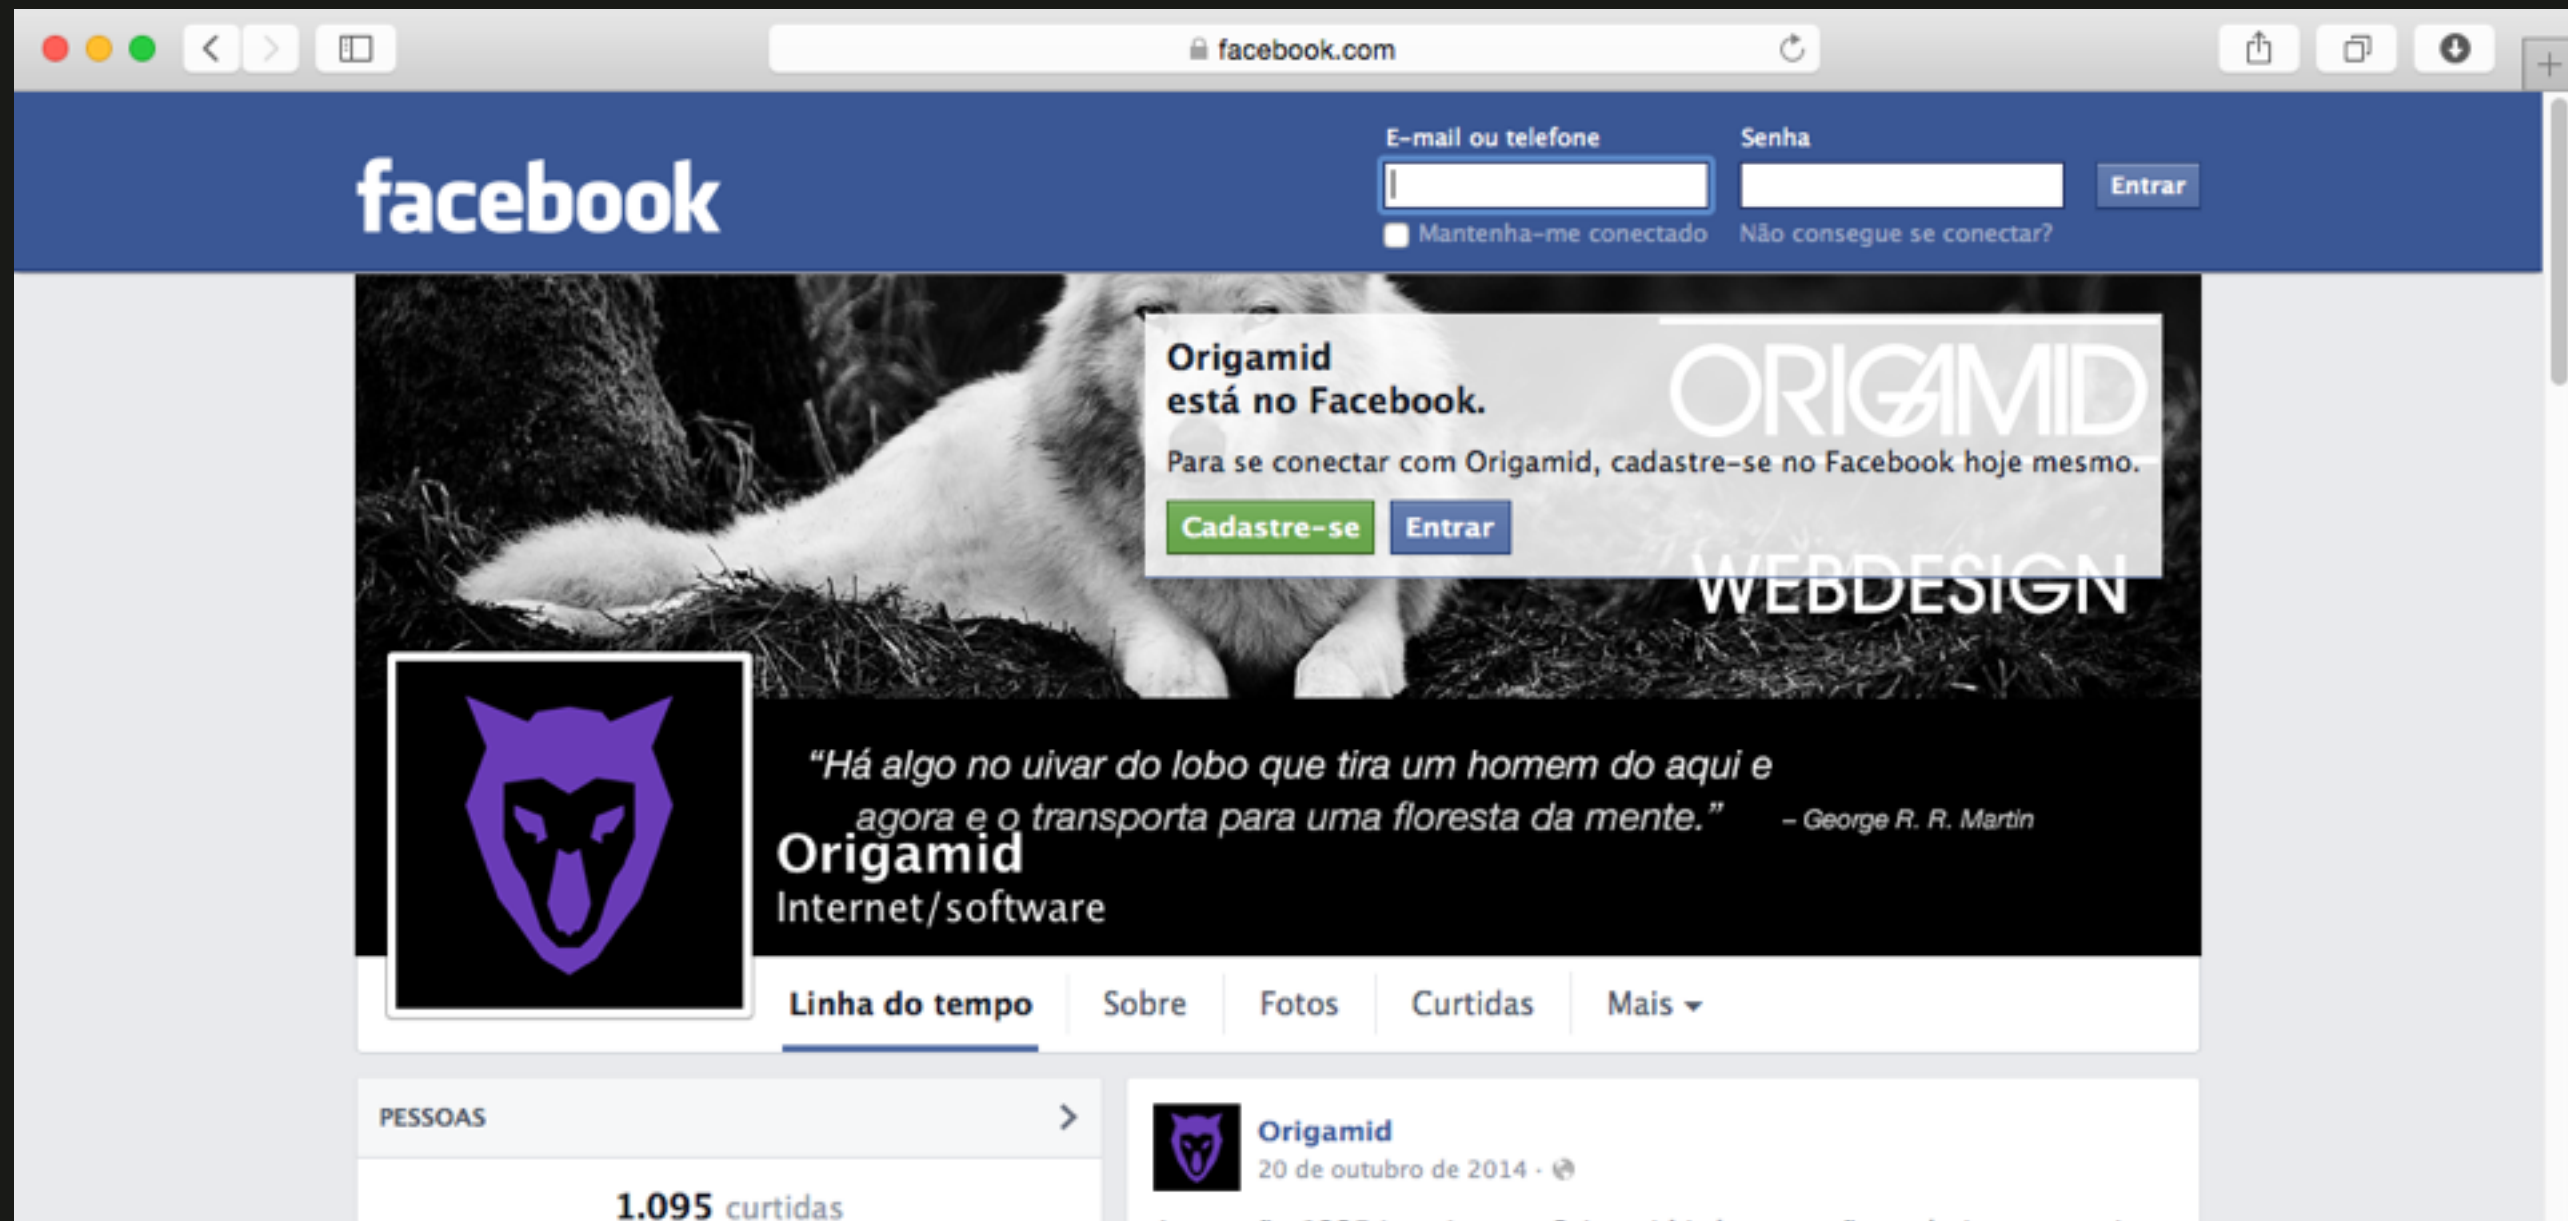 facebook.com
facebook
E-mail ou telefone
Senha
Entrar
Mantenha-me conectado
Não consegue se conectar?
ORIGAMID
Origamid
está no Facebook.
Para se conectar com Origamid, cadastre-se no Facebook hoje mesmo.
Cadastre-se
Entrar
WEBDESIGN
“Há algo no uivar do lobo que tira um homem do aqui e
agora e o transporta para uma floresta da mente.”
– George R. R. Martin
Origamid
Internet/software
Linha do tempo
Sobre
Fotos
Curtidas
Mais
PESSOAS
1.095 curtidas
Origamid
20 de outubro de 2014 ·